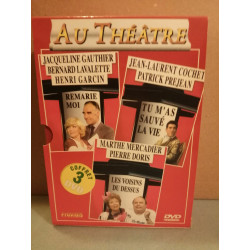 AU THÉÂTRE
JACQUELINE GAUTHIER
BERNARD LAVALETTE
HENRI GARCIN
JEAN-LAURENT COCHET
PATRICK PREJEAN
REMARIE
MOI
TU M'AS
SAUVÉ
LA VIE
MARTHE MERCADIER
PIERRE DORIS
COFFRET
3
LES VOISINS
DU DESSUS
DVD